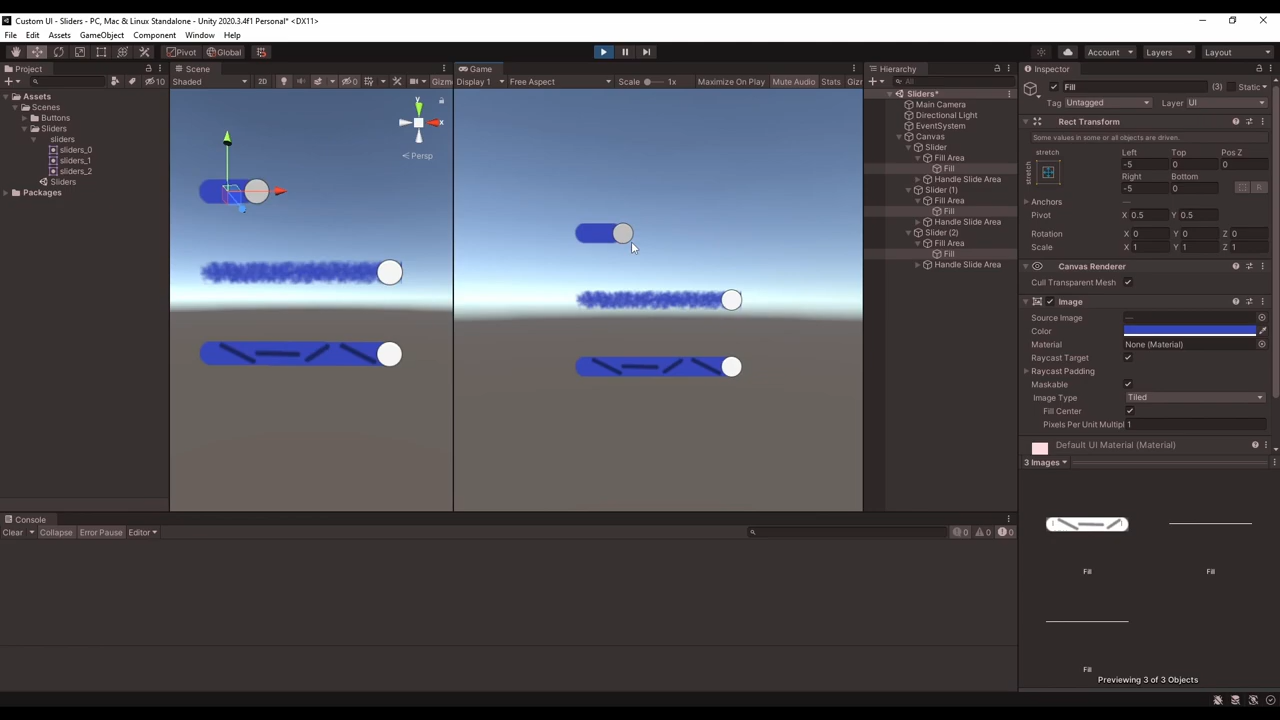 Custom UI - Sliders - PC, Mac & Linux Standalone - Unity 2020.3.4f1 Personal* <DX11>
File Edit Assets GameObject Component Window Help
Pivot Global Account Layers Layout
Project Scene Game Hierarchy Inspector
Shaded 2D 0 Gizm Display 1 Free Aspect Scale 1x Maximize On Play Mute Audio Stats Giz All
10
Assets
Scenes
Buttons
Sliders
sliders
sliders_0
sliders_1
sliders_2
Sliders
Packages
y
x
< Persp
Sliders*
Main Camera
Directional Light
EventSystem
Canvas
Slider
Fill Area
Fill
Handle Slide Area
Slider (1)
Fill Area
Fill
Handle Slide Area
Slider (2)
Fill Area
Fill
Handle Slide Area
Fill (3) Static
Tag Untagged Layer UI
Rect Transform
Some values in some or all objects are driven.
stretch Left Top Pos Z
stretch -5 0 0
Right Bottom
-5 0 R
Anchors —
Pivot X 0.5 Y 0.5
Rotation X 0 Y 0 Z 0
Scale X 1 Y 1 Z 1
Canvas Renderer
Cull Transparent Mesh
Image
Source Image —
Color
Material None (Material)
Raycast Target
Raycast Padding
Maskable
Image Type Tiled
Fill Center
Pixels Per Unit Multipl 1
Default UI Material (Material)
3 Images
Fill Fill
Fill
Previewing 3 of 3 Objects
Console
Clear Collapse Error Pause Editor 0 0 0